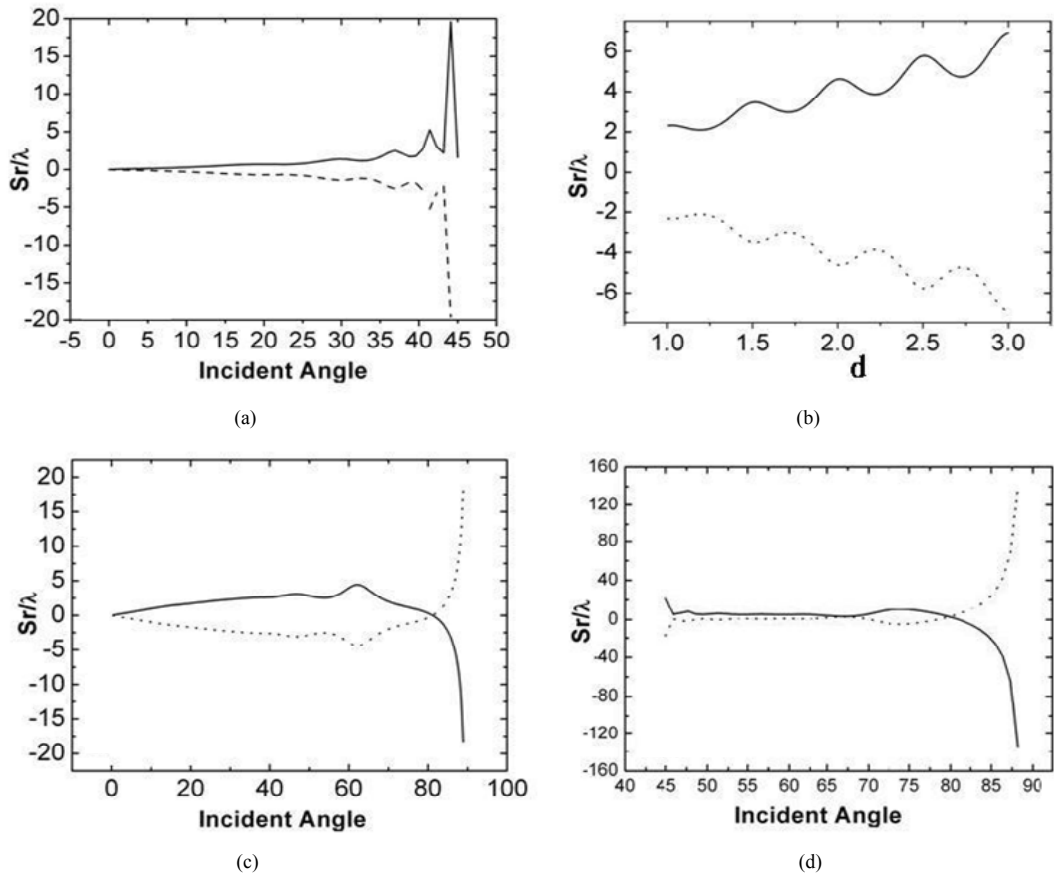 20
15
10
5
0
-5
-10
-15
-20
Sr/λ
-5 0 5 10 15 20 25 30 35 40 45 50
Incident Angle
(a)
6
4
2
0
-2
-4
-6
Sr/λ
1.0 1.5 2.0 2.5 3.0
d
(b)
20
15
10
5
0
-5
-10
-15
-20
Sr/λ
0 20 40 60 80 100
Incident Angle
(c)
160
120
80
40
0
-40
-80
-120
-160
Sr/λ
40 45 50 55 60 65 70 75 80 85 90
Incident Angle
(d)